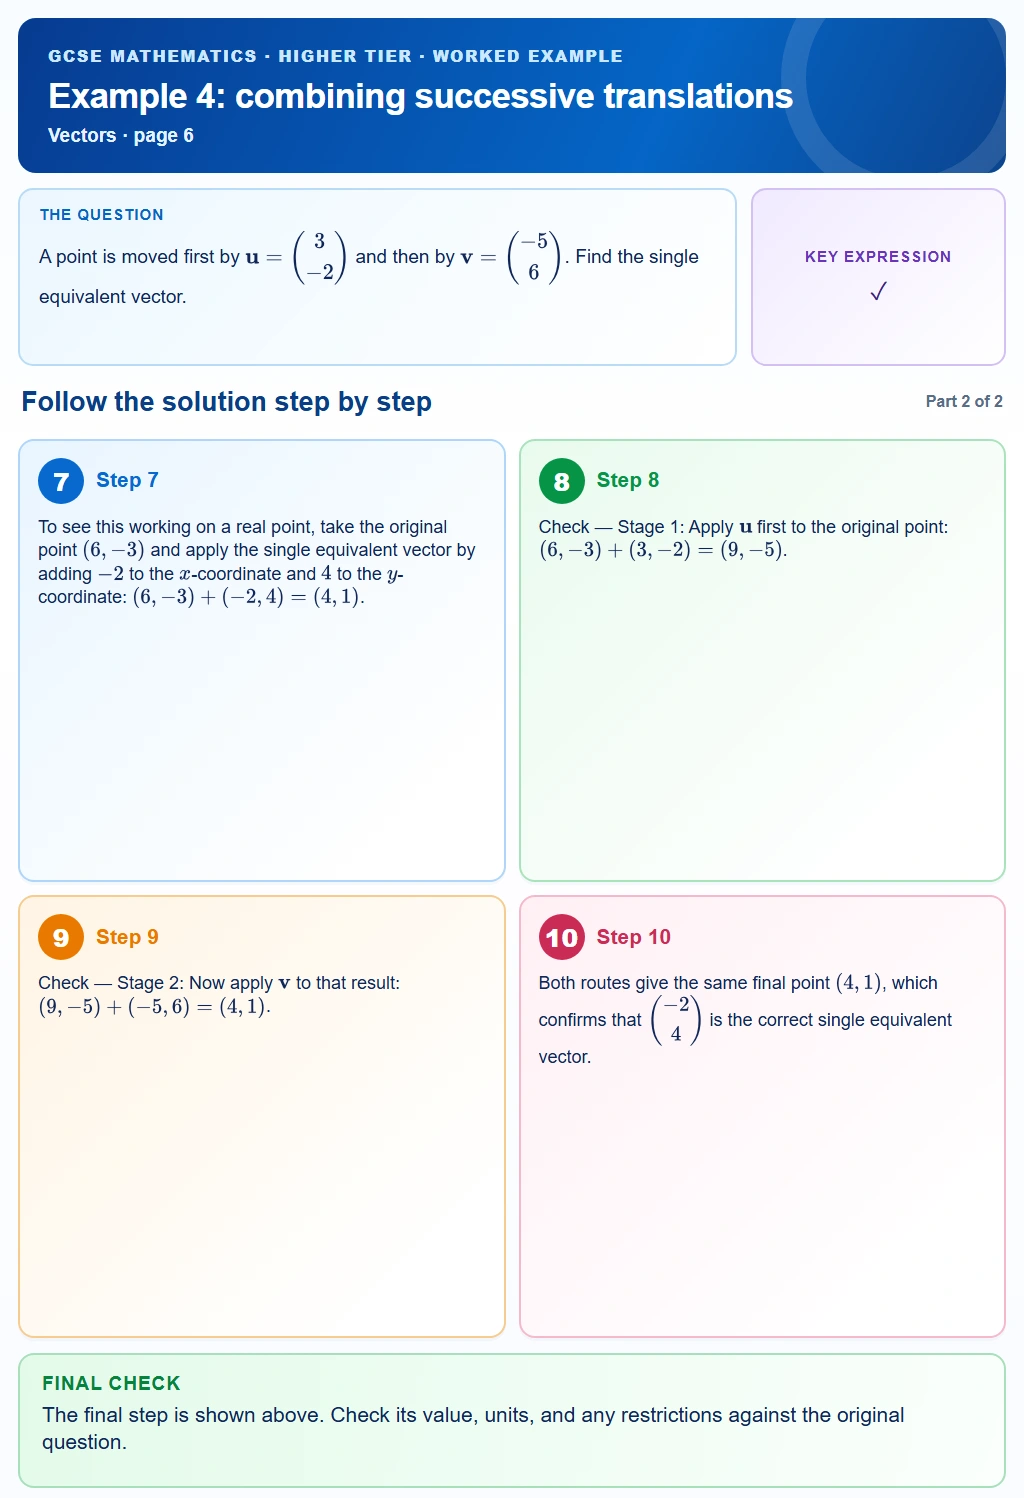 GCSE MATHEMATICS · HIGHER TIER · WORKED EXAMPLE
Example 4: combining successive translations
Vectors · page 6
THE QUESTION
A point is moved first by u = (3 −2) and then by v = (−5 6). Find the single
equivalent vector.
KEY EXPRESSION
✓
Follow the solution step by step
Part 2 of 2
7 Step 7
To see this working on a real point, take the original
point (6, −3) and apply the single equivalent vector by
adding −2 to the x-coordinate and 4 to the y-
coordinate: (6, −3) + (−2, 4) = (4, 1).
8 Step 8
Check — Stage 1: Apply u first to the original point:
(6, −3) + (3, −2) = (9, −5).
9 Step 9
Check — Stage 2: Now apply v to that result:
(9, −5) + (−5, 6) = (4, 1).
10 Step 10
Both routes give the same final point (4, 1), which
confirms that (−2 4) is the correct single equivalent
vector.
FINAL CHECK
The final step is shown above. Check its value, units, and any restrictions against the original
question.